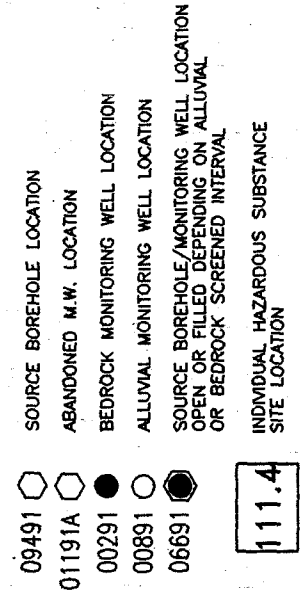 09491 SOURCE BOREHOLE LOCATION
01191A ABANDONED M.W. LOCATION
00291 BEDROCK MONITORING WELL LOCATION
00891 ALLUVIAL MONITORING WELL LOCATION
06691 SOURCE BOREHOLE/MONITORING WELL LOCATION
OPEN OR FILLED DEPENDING ON ALLUVIAL
OR BEDROCK SCREENED INTERVAL
111.4 INDIVIDUAL HAZARDOUS SUBSTANCE
SITE LOCATION